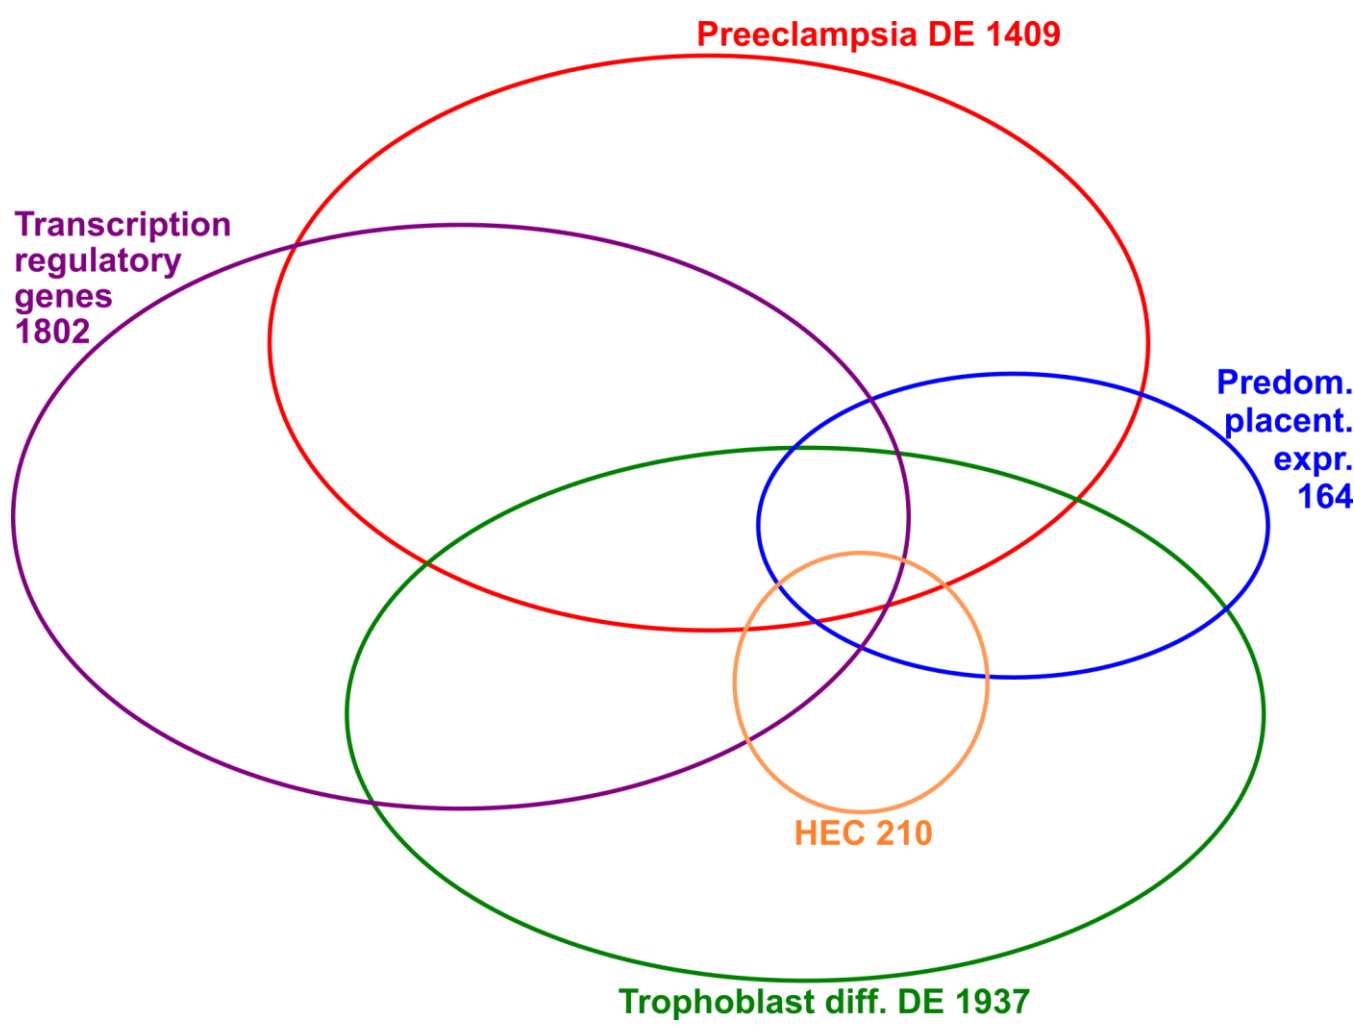 Preeclampsia DE 1409
Transcription
regulatory
genes
1802
Predom.
placent.
expr.
164
HEC 210
Trophoblast diff. DE 1937